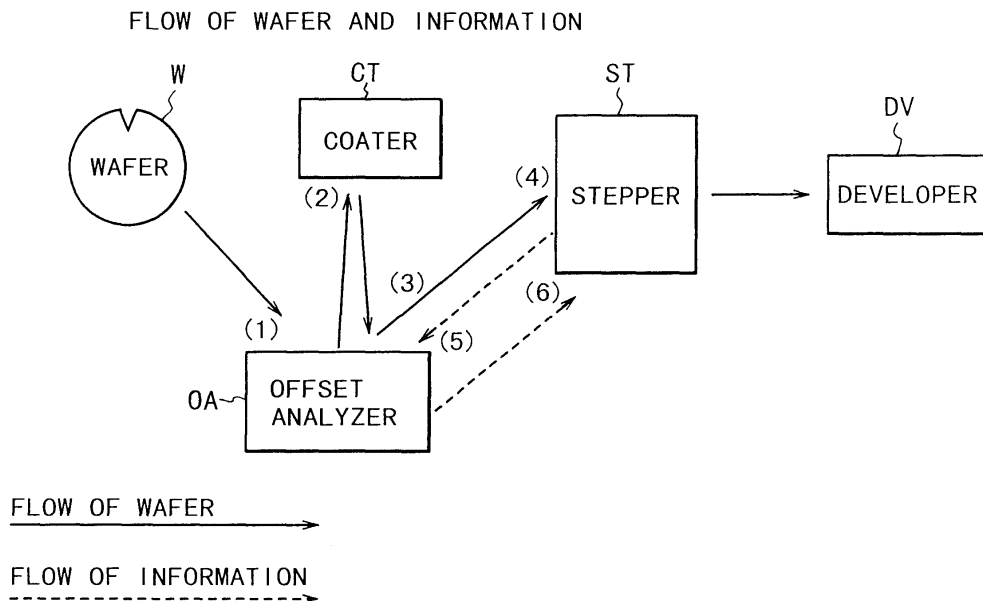 FLOW OF WAFER AND INFORMATION
W
CT
ST
DV
WAFER
COATER
STEPPER
DEVELOPER
(1)
(2)
(3)
(4)
(5)
(6)
OA
OFFSET
ANALYZER
FLOW OF WAFER
FLOW OF INFORMATION